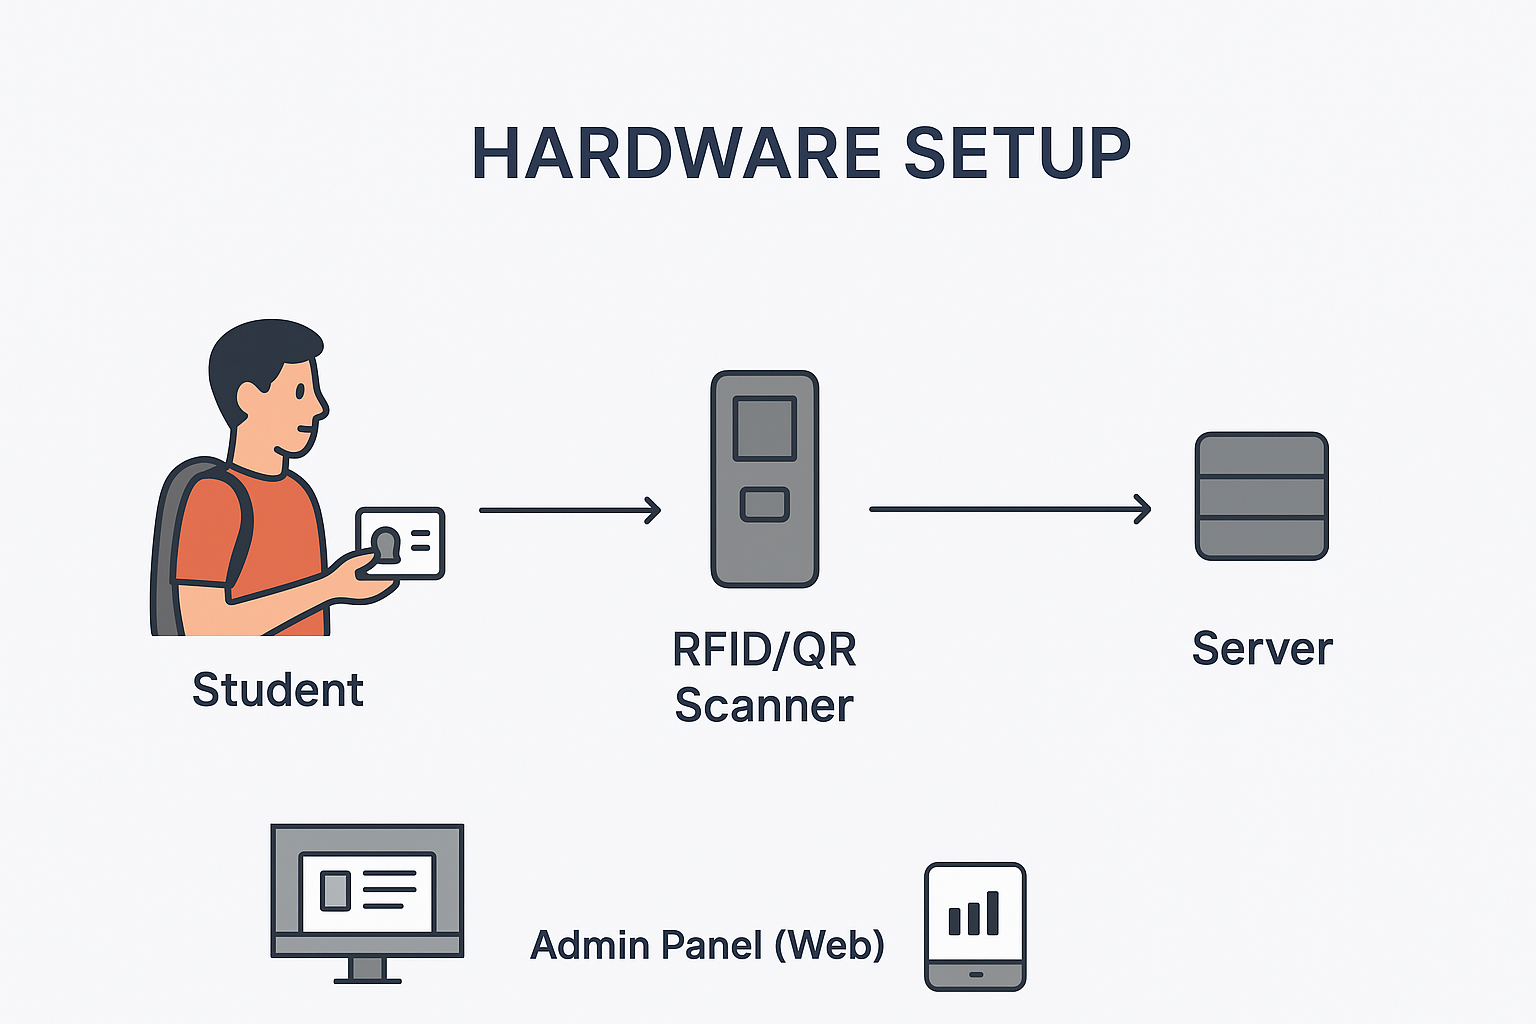 HARDWARE SETUP
Student
RFID/QR
Scanner
Server
Admin Panel (Web)